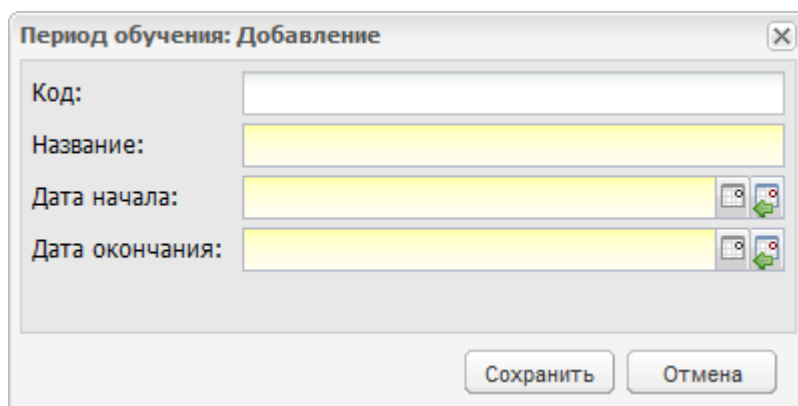 Период обучения: Добавление
Код:
Название:
Дата начала:
Дата окончания:
Сохранить Отмена